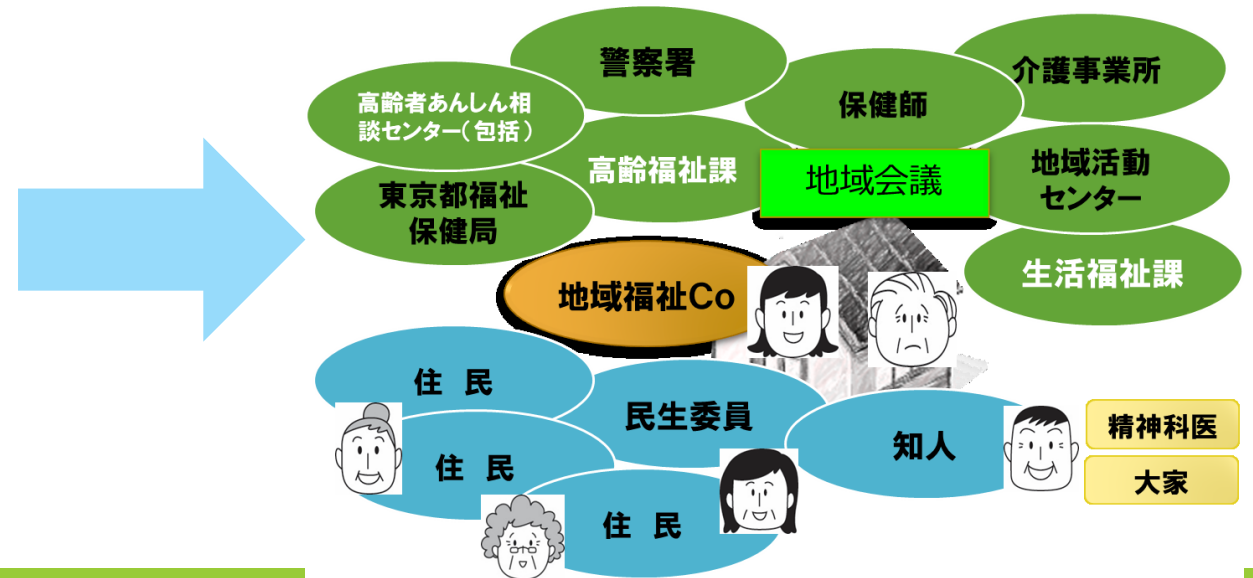 警察署
介護事業所
保健師
高齢者あんしん相
談センター（包括）
高齢福祉課
地域会議
地域活動
センター
東京都福祉
保健局
生活福祉課
地域福祉Co
住 民
民生委員
知人
精神科医
住 民
大家
住 民